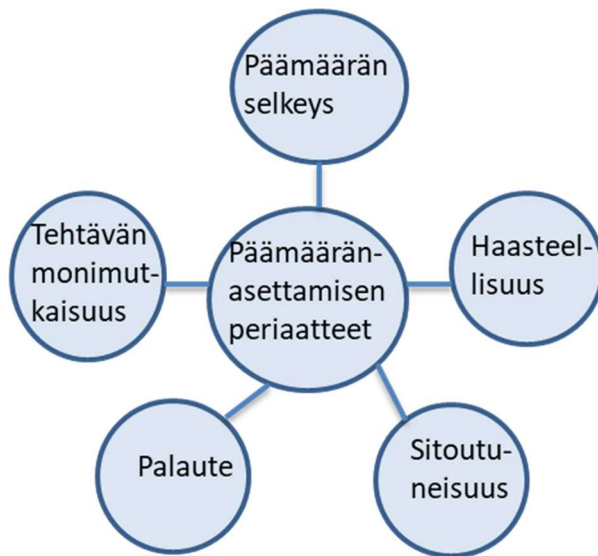 Päämäärän
selkeys
Tehtävän
monimut-
kaisuus
Päämäärän-
asettamisen
periaatteet
Haasteel-
lisuus
Palaute
Sitoutu-
neisuus